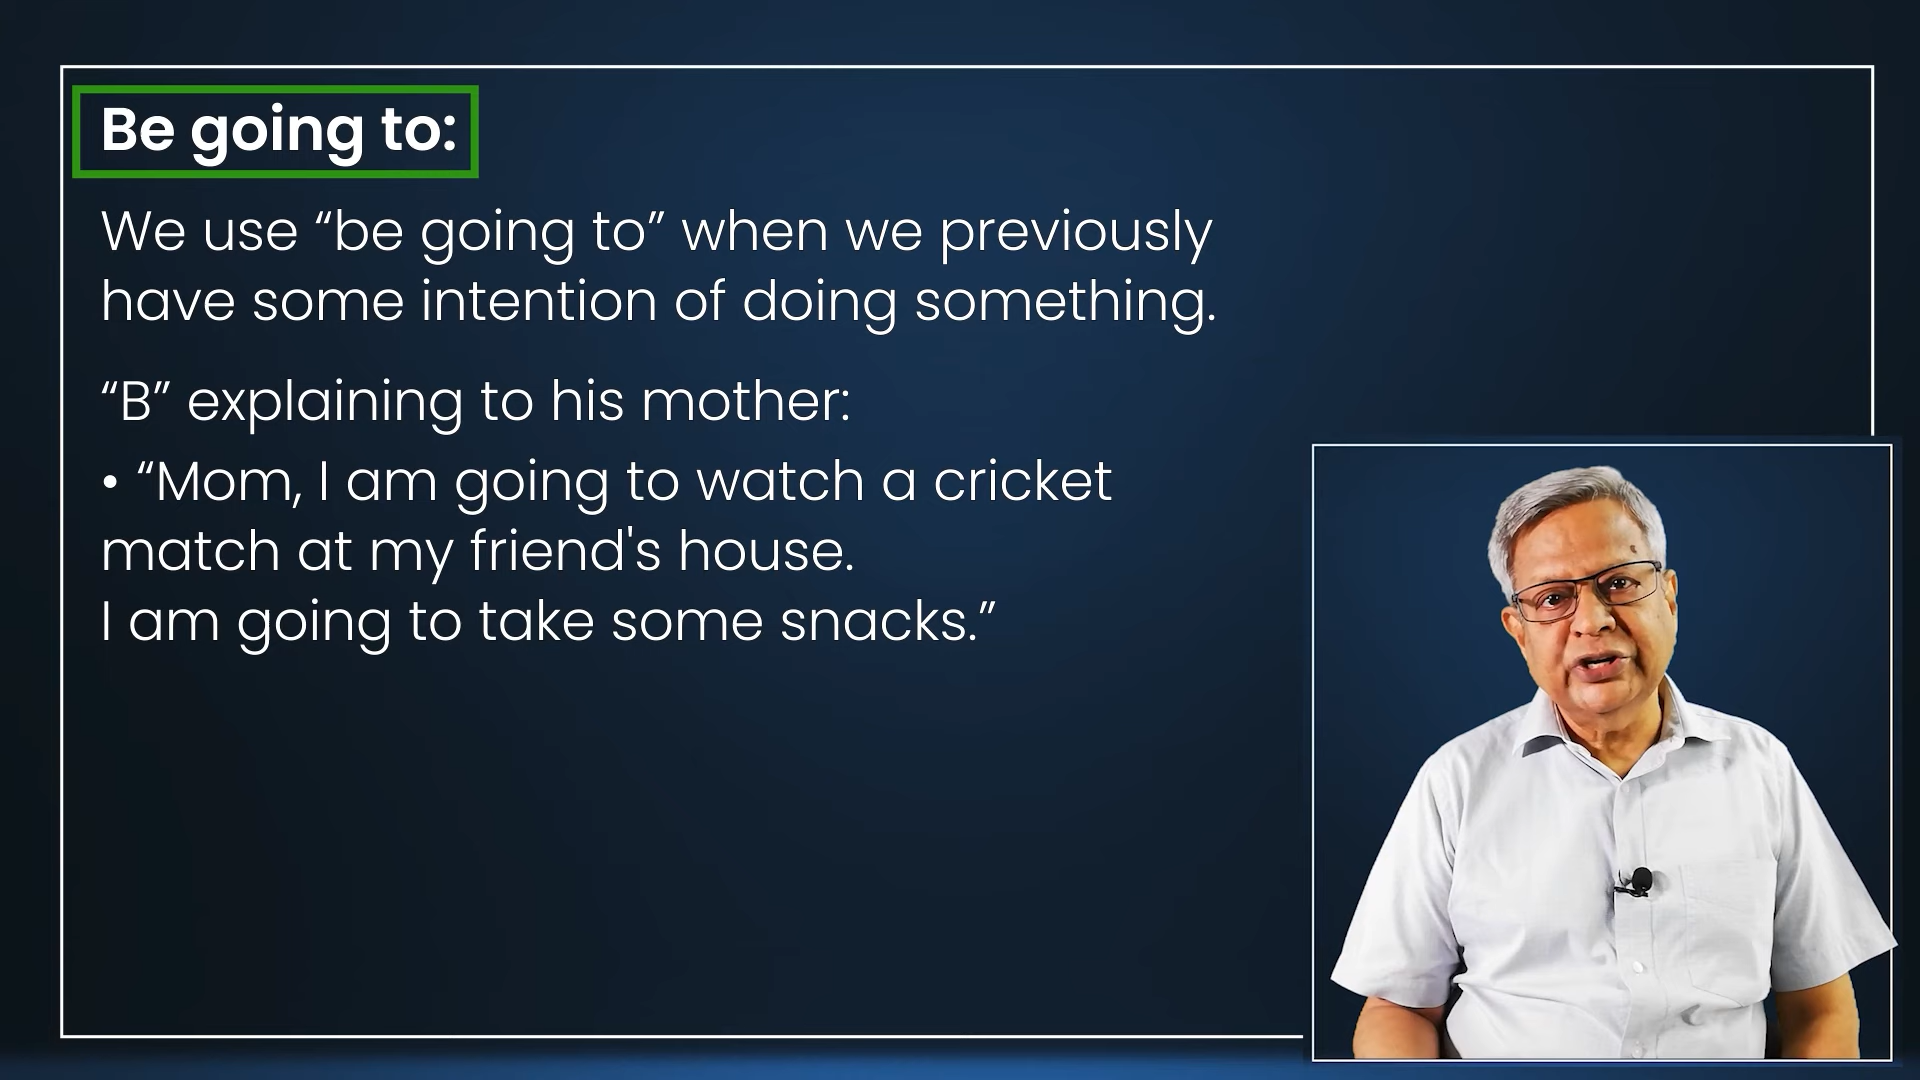 Be going to:
We use “be going to” when we previously
have some intention of doing something.
“B” explaining to his mother:
• “Mom, I am going to watch a cricket
match at my friend's house.
I am going to take some snacks.”